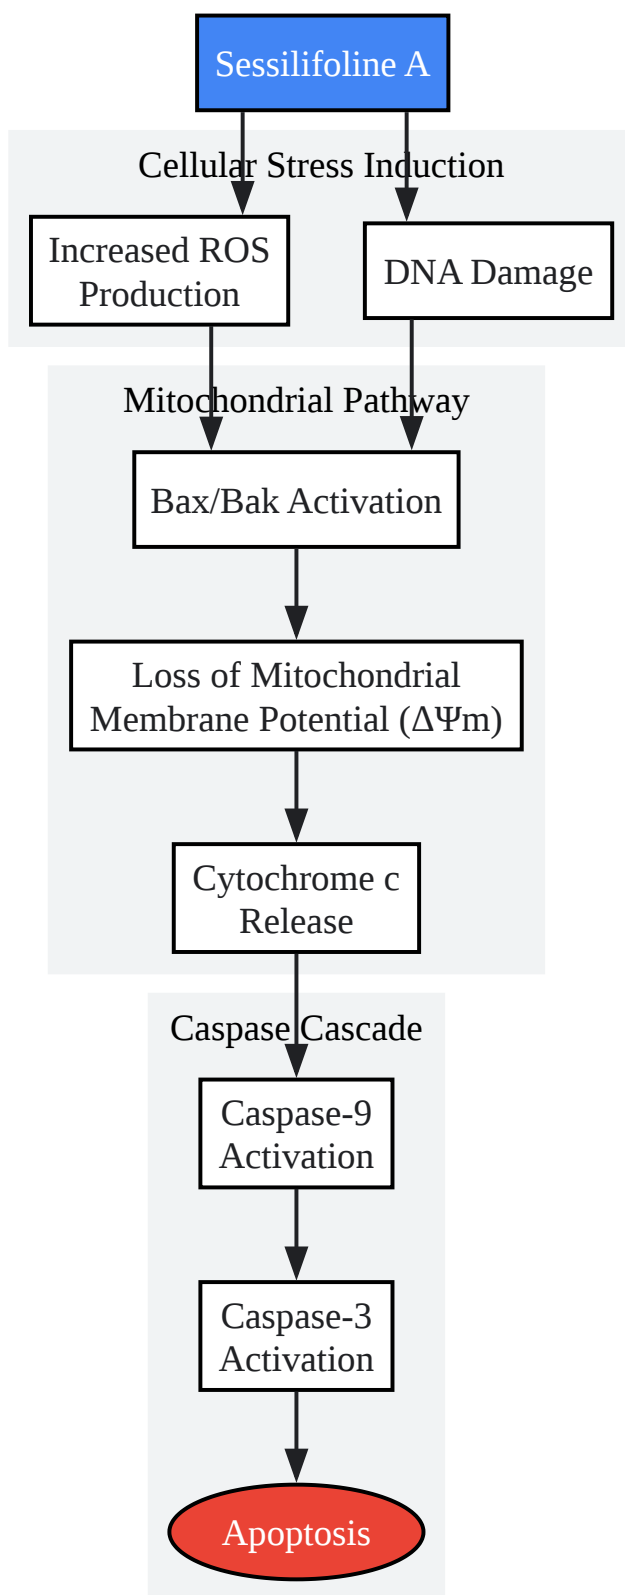 Sessilifoline A
Cellular Stress Induction
Increased ROS
Production
DNA Damage
Mitochondrial Pathway
Bax/Bak Activation
Loss of Mitochondrial
Membrane Potential (ΔΨm)
Cytochrome c
Release
Caspase Cascade
Caspase-9
Activation
Caspase-3
Activation
Apoptosis